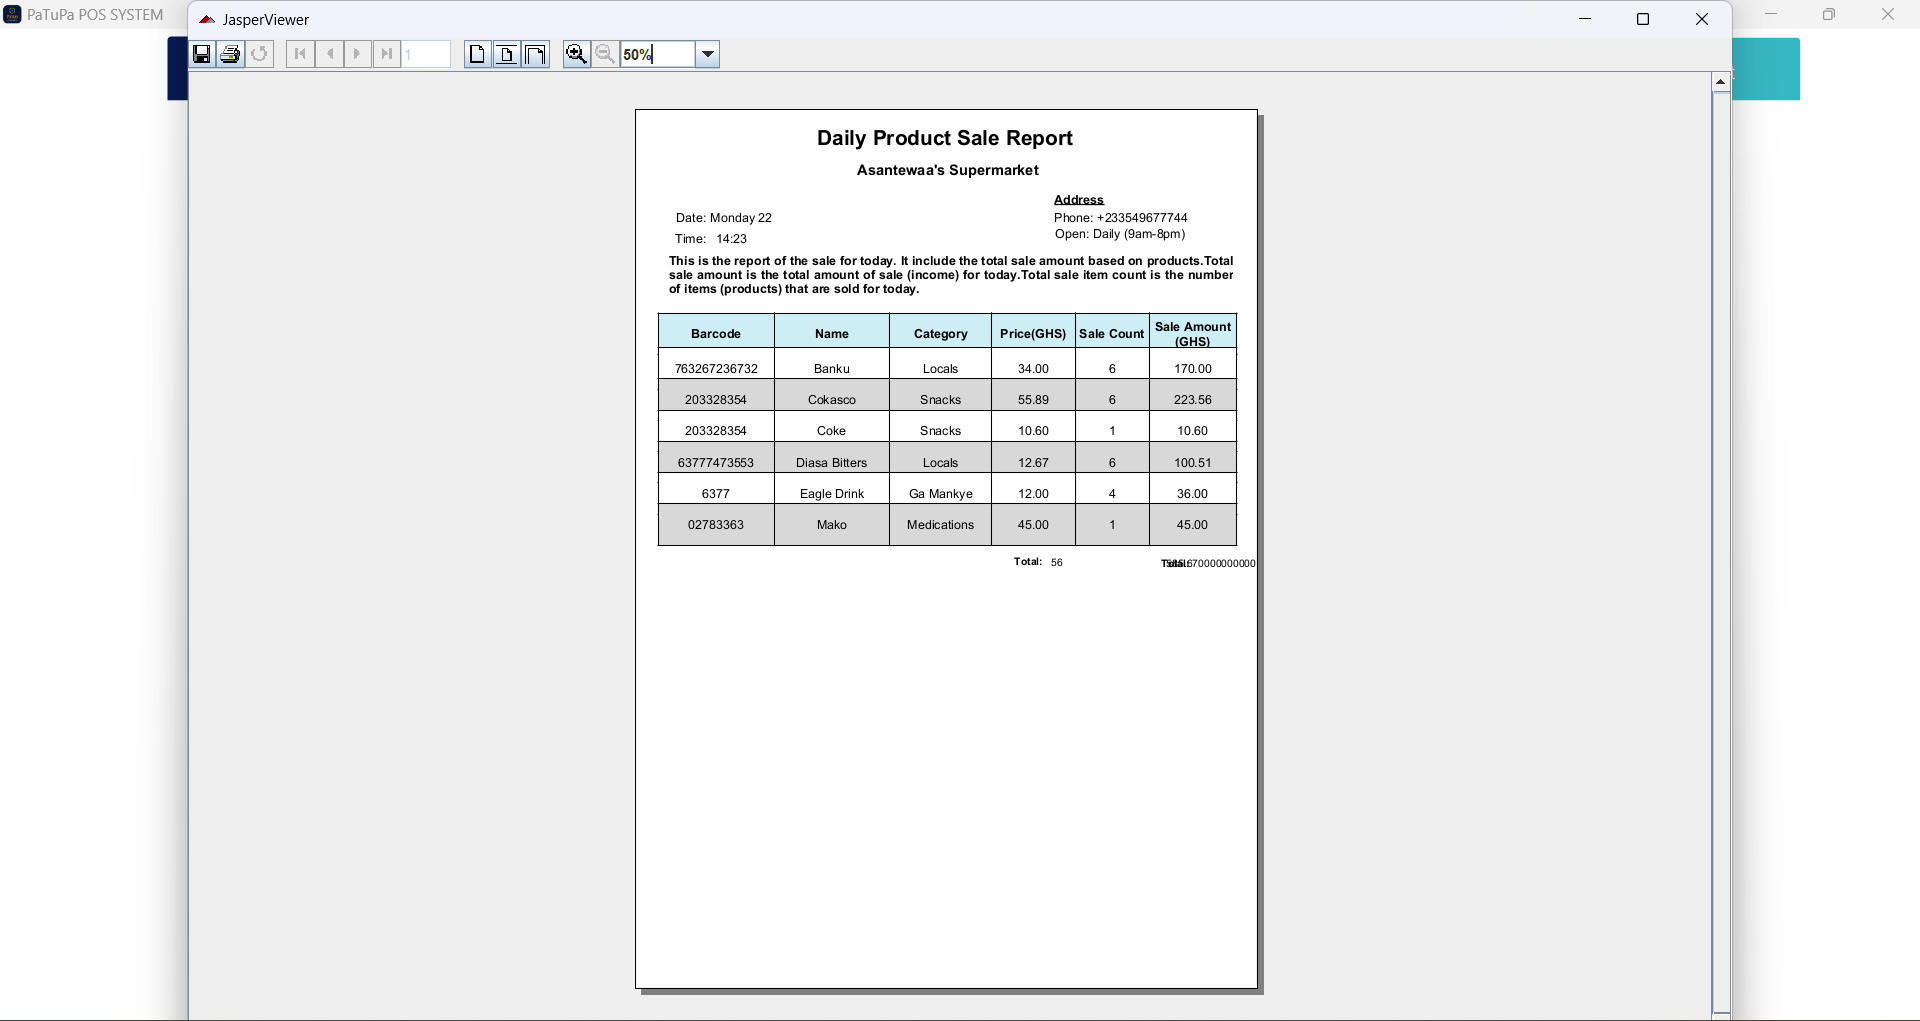 PaTuPa POS SYSTEM
JasperViewer
1
50%
Daily Product Sale Report
Asantewaa's Supermarket
Address
Date: Monday 22
Phone: +233549677744
Time: 14:23
Open: Daily (9am-8pm)
This is the report of the sale for today. It include the total sale amount based on products.Total
sale amount is the total amount of sale (income) for today.Total sale item count is the number
of items (products) that are sold for today.
Barcode Name Category Price(GHS) Sale Count Sale Amount (GHS)
763267236732 Banku Locals 34.00 6 170.00
203328354 Cokasco Snacks 55.89 6 223.56
203328354 Coke Snacks 10.60 1 10.60
63777473553 Diasa Bitters Locals 12.67 6 100.51
6377 Eagle Drink Ga Mankye 12.00 4 36.00
02783363 Mako Medications 45.00 1 45.00
Total: 56 Total: